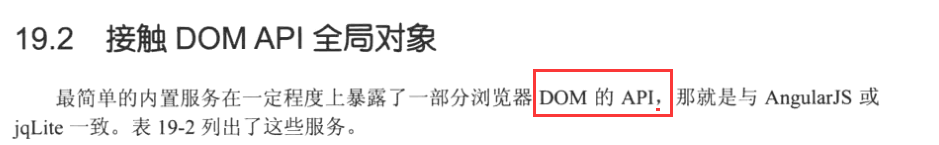 19.2 接触 DOM API 全局对象
最简单的内置服务在一定程度上暴露了一部分浏览器 DOM 的 API，那就是与 AngularJS 或
jqLite 一致。表 19-2 列出了这些服务。